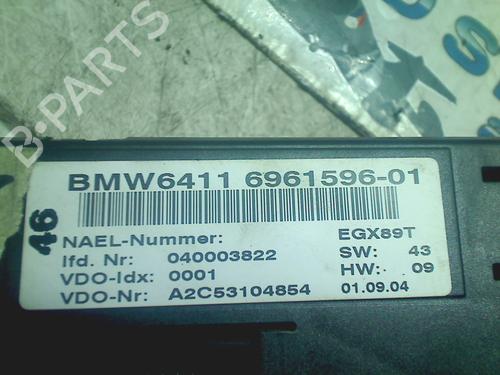 B-PARTS
46
BMW6411 6961596-01
NAEL-Nummer: EGX89T
lfd. Nr: 040003822 SW: 43
VDO-Idx: 0001 HW: 09
VDO-Nr: A2C53104854 01.09.04